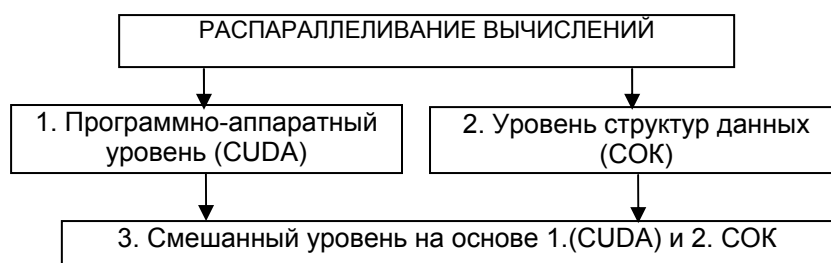 РАСПАРАЛЛЕЛИВАНИЕ ВЫЧИСЛЕНИЙ
1. Программно-аппаратный
уровень (CUDA)
2. Уровень структур данных
(СОК)
3. Смешанный уровень на основе 1.(CUDA) и 2. СОК